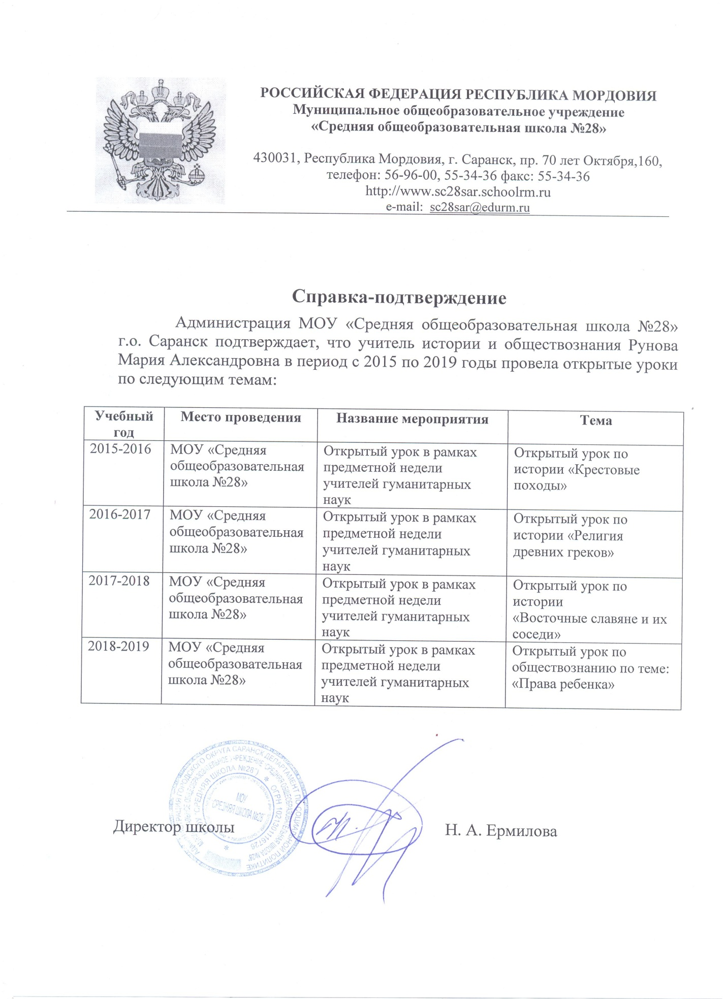 РОССИЙСКАЯ ФЕДЕРАЦИЯ РЕСПУБЛИКА МОРДОВИЯ
Муниципальное общеобразовательное учреждение
«Средняя общеобразовательная школа №28»
430031, Республика Мордовия, г. Саранск, пр. 70 лет Октября,160,
телефон: 56-96-00, 55-34-36 факс: 55-34-36
http://www.sc28sar.schoolrm.ru
e-mail: sc28sar@edurm.ru
Справка-подтверждение
Администрация МОУ «Средняя общеобразовательная школа №28»
г.о. Саранск подтверждает, что учитель истории и обществознания Рунова
Мария Александровна в период с 2015 по 2019 годы провела открытые уроки
по следующим темам:
Учебный
год
Место проведения
Название мероприятия
Тема
2015-2016
МОУ «Средняя
общеобразовательная
школа №28»
Открытый урок в рамках
предметной недели
учителей гуманитарных
наук
Открытый урок по
истории «Крестовые
походы»
2016-2017
МОУ «Средняя
общеобразовательная
школа №28»
Открытый урок в рамках
предметной недели
учителей гуманитарных
наук
Открытый урок по
истории «Религия
древних греков»
2017-2018
МОУ «Средняя
общеобразовательная
школа №28»
Открытый урок в рамках
предметной недели
учителей гуманитарных
наук
Открытый урок по
истории
«Восточные славяне и их
соседи»
2018-2019
МОУ «Средняя
общеобразовательная
школа №28»
Открытый урок в рамках
предметной недели
учителей гуманитарных
наук
Открытый урок по
обществознанию по теме:
«Права ребенка»
ГОРОДСКОГО ОКРУГА САРАНСК ДЕПАРТАМЕНТ ПО СОЦИАЛЬНОЙ ПОЛИТИКЕ
УЧРЕЖДЕНИЕ "СРЕДНЯЯ ОБЩЕОБРАЗОВАТЕЛЬНАЯ ШКОЛА №28"
"СРЕДНЯЯ ШКОЛА №28") * ОГРН 1021301116726 *
МОУ
СРЕДНЯЯ ШКОЛА №28
Директор школы
Н. А. Ермилова